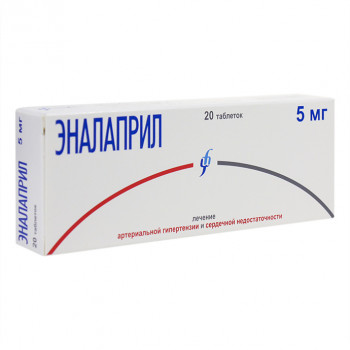 ЭНАЛАПРИЛ
20 таблеток
5 мг
лечение
артериальной гипертензии и сердечной недостаточности
ЭНАЛАПРИЛ
5 мг
20 таблеток